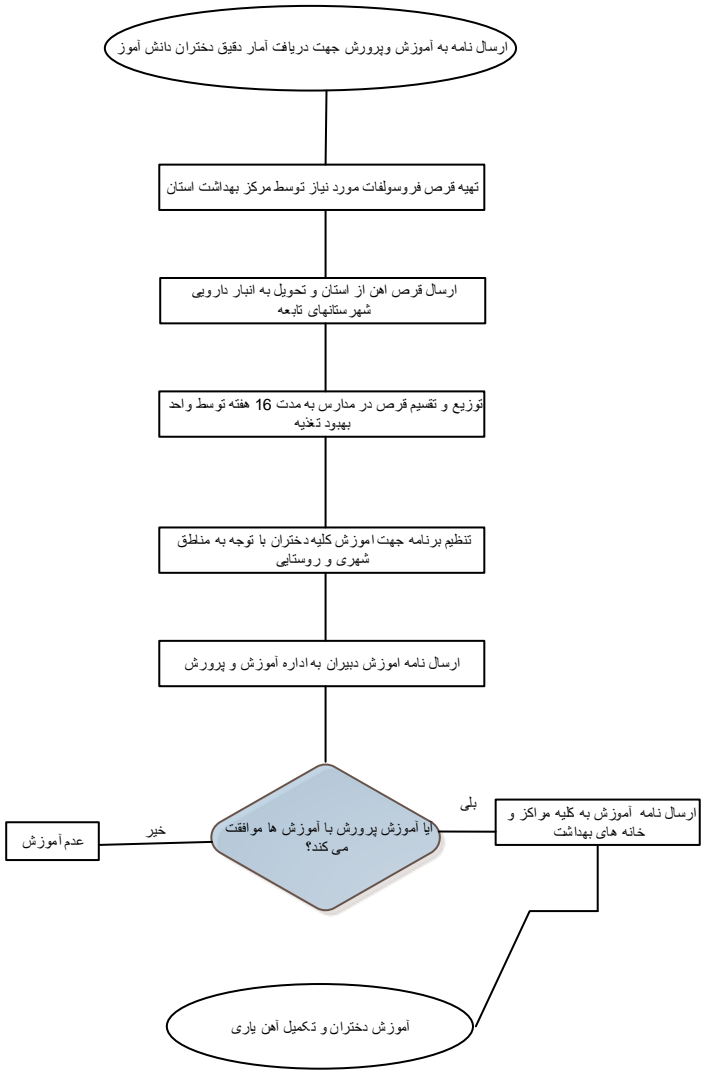 ارسال نامه به آموزش وپرورش جهت دریافت آمار دقیق دختران دانش آموز
تهیه قرص فروسولفات مورد نیاز توسط مرکز بهداشت استان
ارسال قرص اهن از استان و تحویل به انبار دارویی
شهرستانهای تابعه
توزیع و تقسیم قرص در مدارس به مدت 16 هفته توسط واحد
بهبود تغذیه
تنظیم برنامه جهت اموزش کلیه دختران با توجه به مناطق
شهری و روستایی
ارسال نامه اموزش دبیران به اداره آموزش و پرورش
ایا آموزش پرورش با آموزش ها موافقت
می کند؟
بلی
ارسال نامه آموزش به کلیه مراکز و
خانه های بهداشت
خیر
عدم آموزش
آموزش دختران و تکمیل آهن یاری